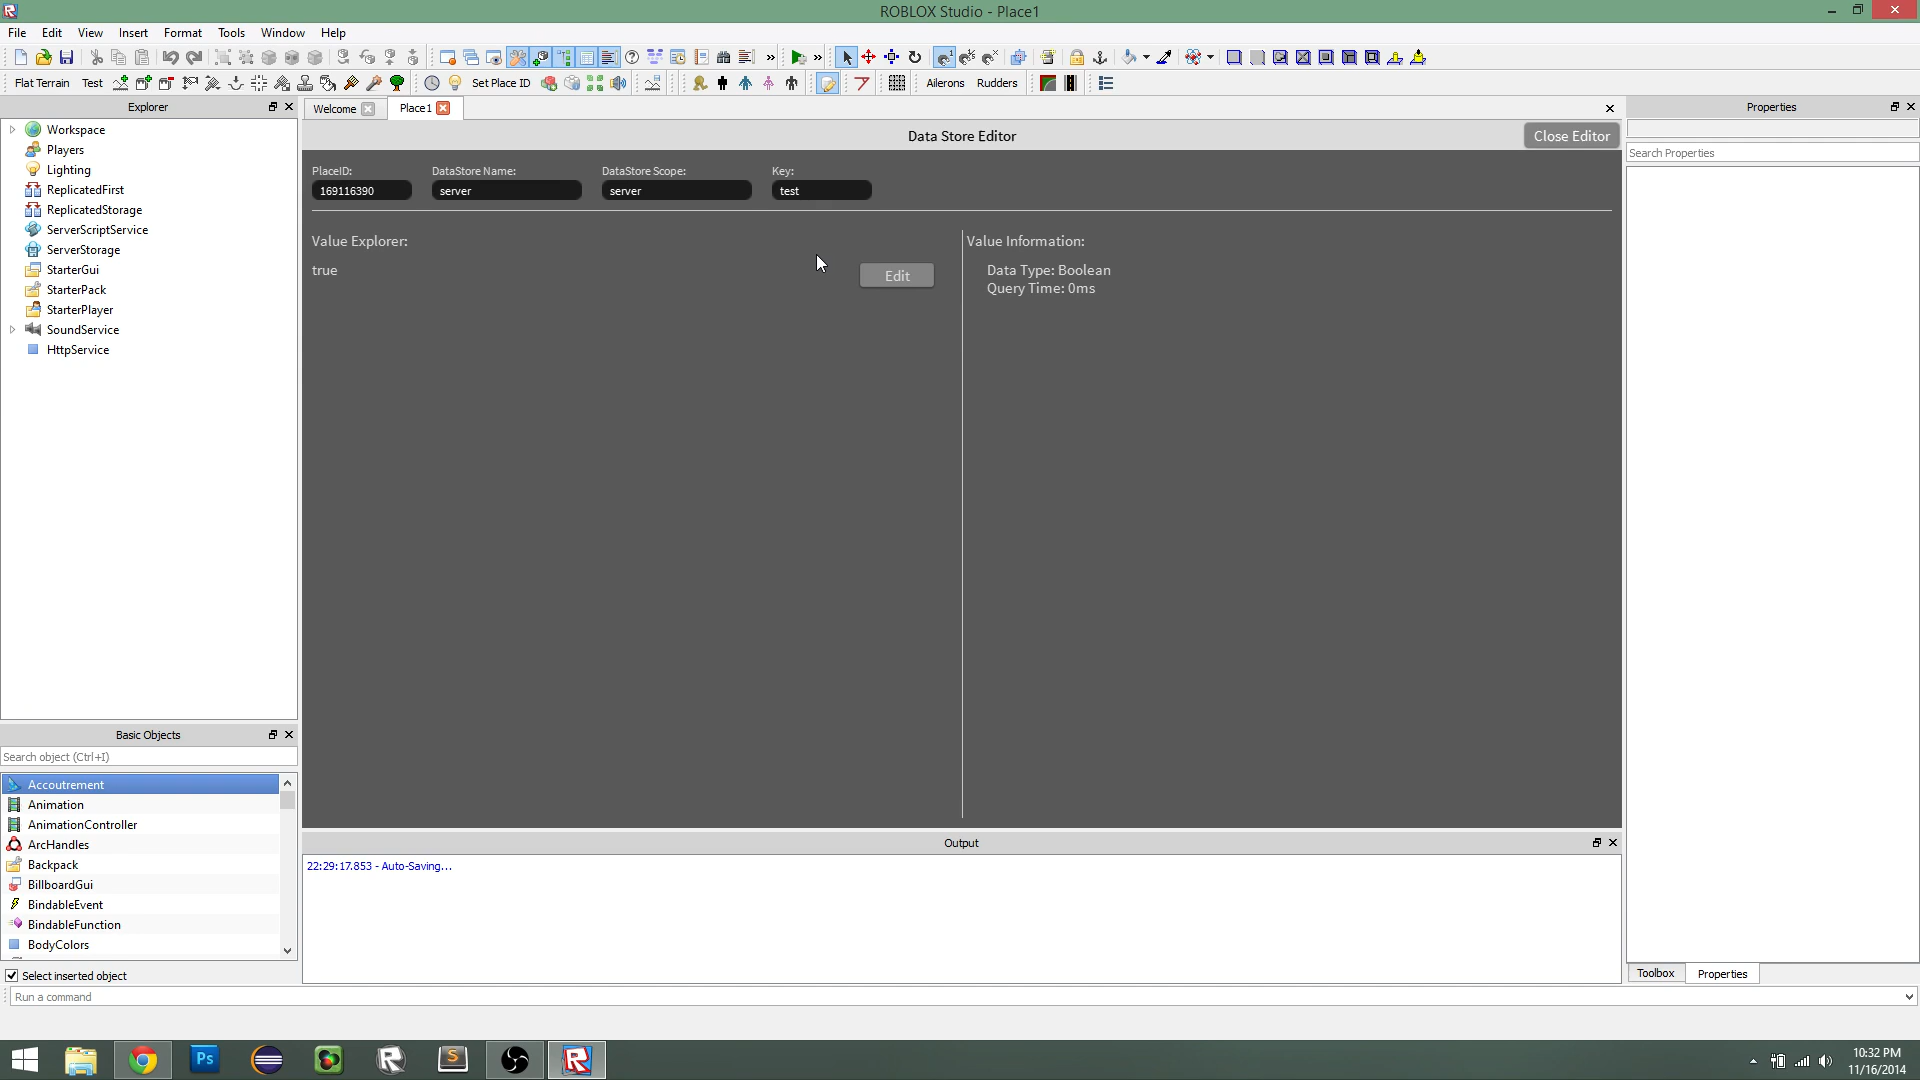 ROBLOX Studio - Place1
File Edit View Insert Format Tools Window Help
Flat Terrain Test Set Place ID Ailerons Rudders
Explorer
Workspace
Players
Lighting
ReplicatedFirst
ReplicatedStorage
ServerScriptService
ServerStorage
StarterGui
StarterPack
StarterPlayer
SoundService
HttpService
Basic Objects
Search object (Ctrl+I)
Accoutrement
Animation
AnimationController
ArcHandles
Backpack
BillboardGui
BindableEvent
BindableFunction
BodyColors
Select inserted object
Run a command
Welcome Place1
Data Store Editor Close Editor
PlaceID: DataStore Name: DataStore Scope: Key:
169116390 server server test
Value Explorer:
true Edit
Value Information:
Data Type: Boolean
Query Time: 0ms
Output
22:29:17.853 - Auto-Saving...
Properties
Search Properties
Toolbox Properties
Ps
S
10:32 PM
11/16/2014